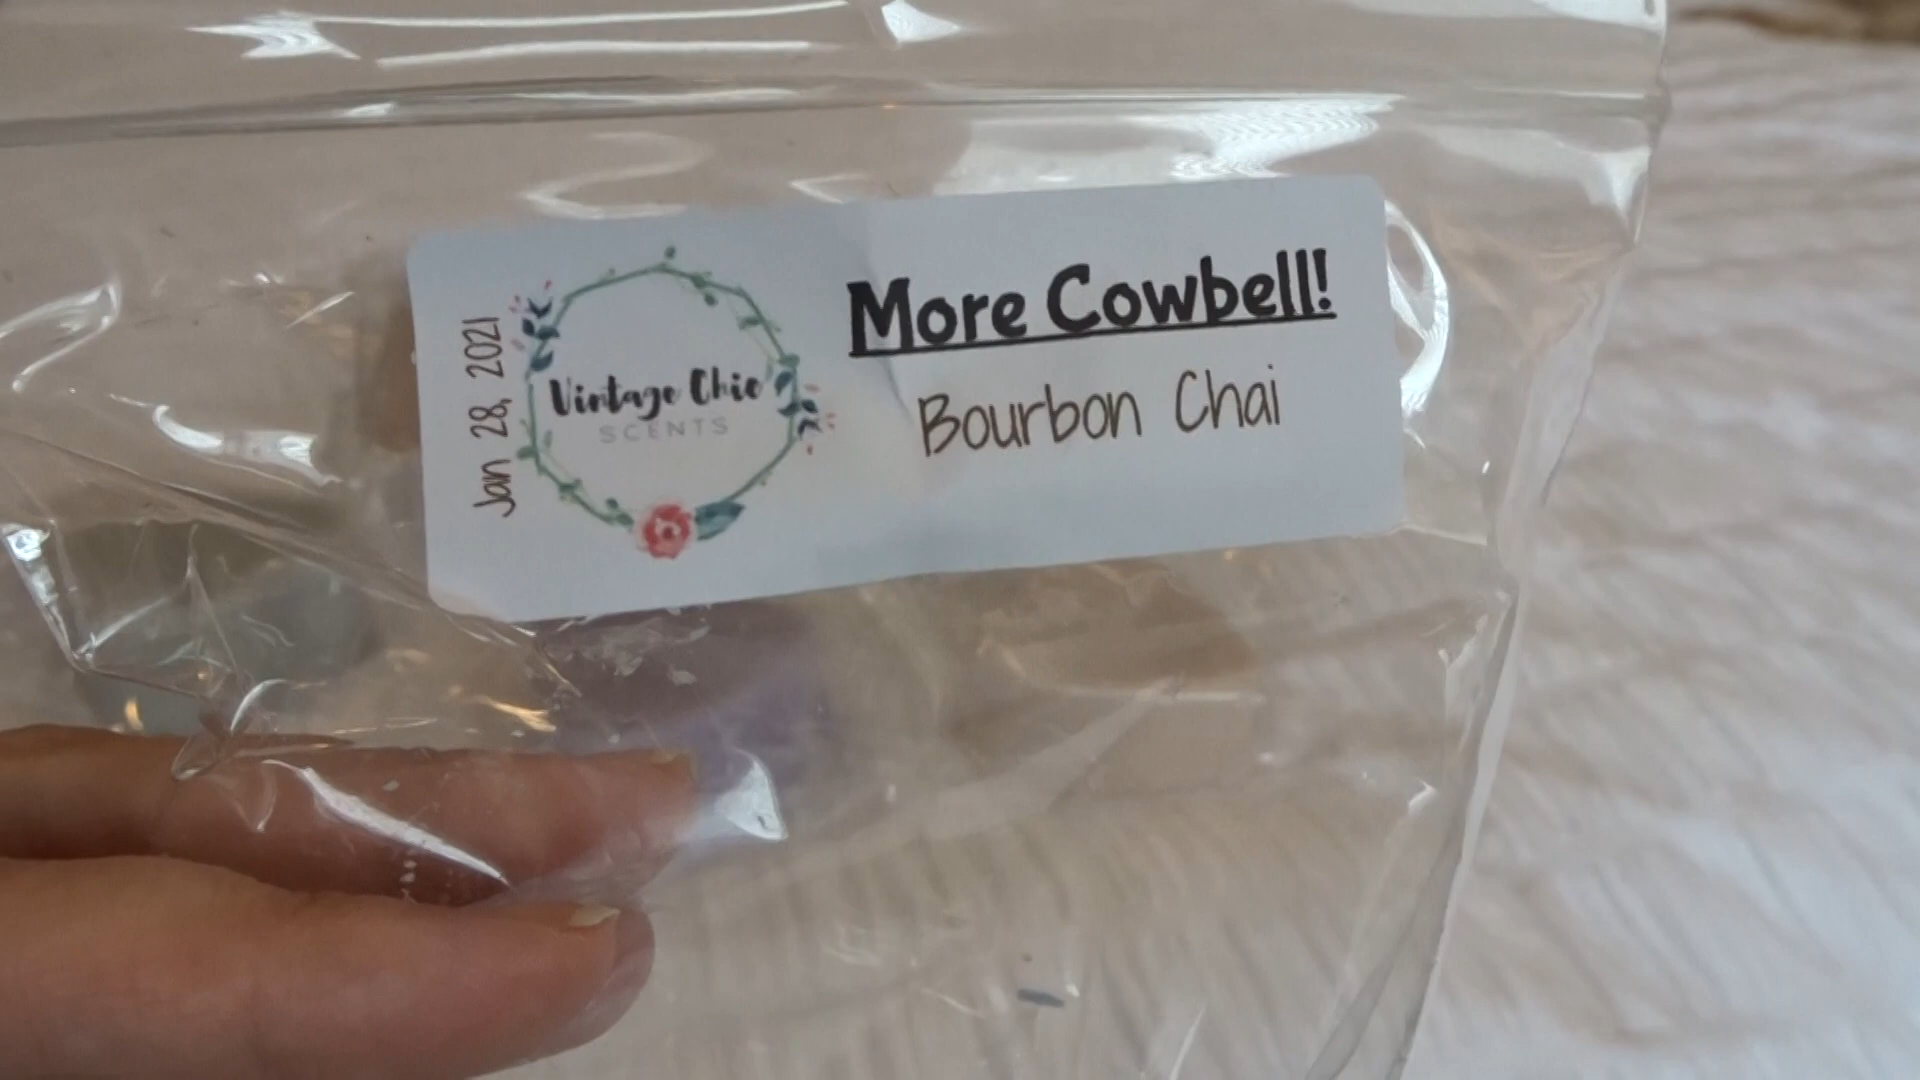 Jan 28, 2021
Vintage Chic
SCENTS
More Cowbell!
Bourbon Chai